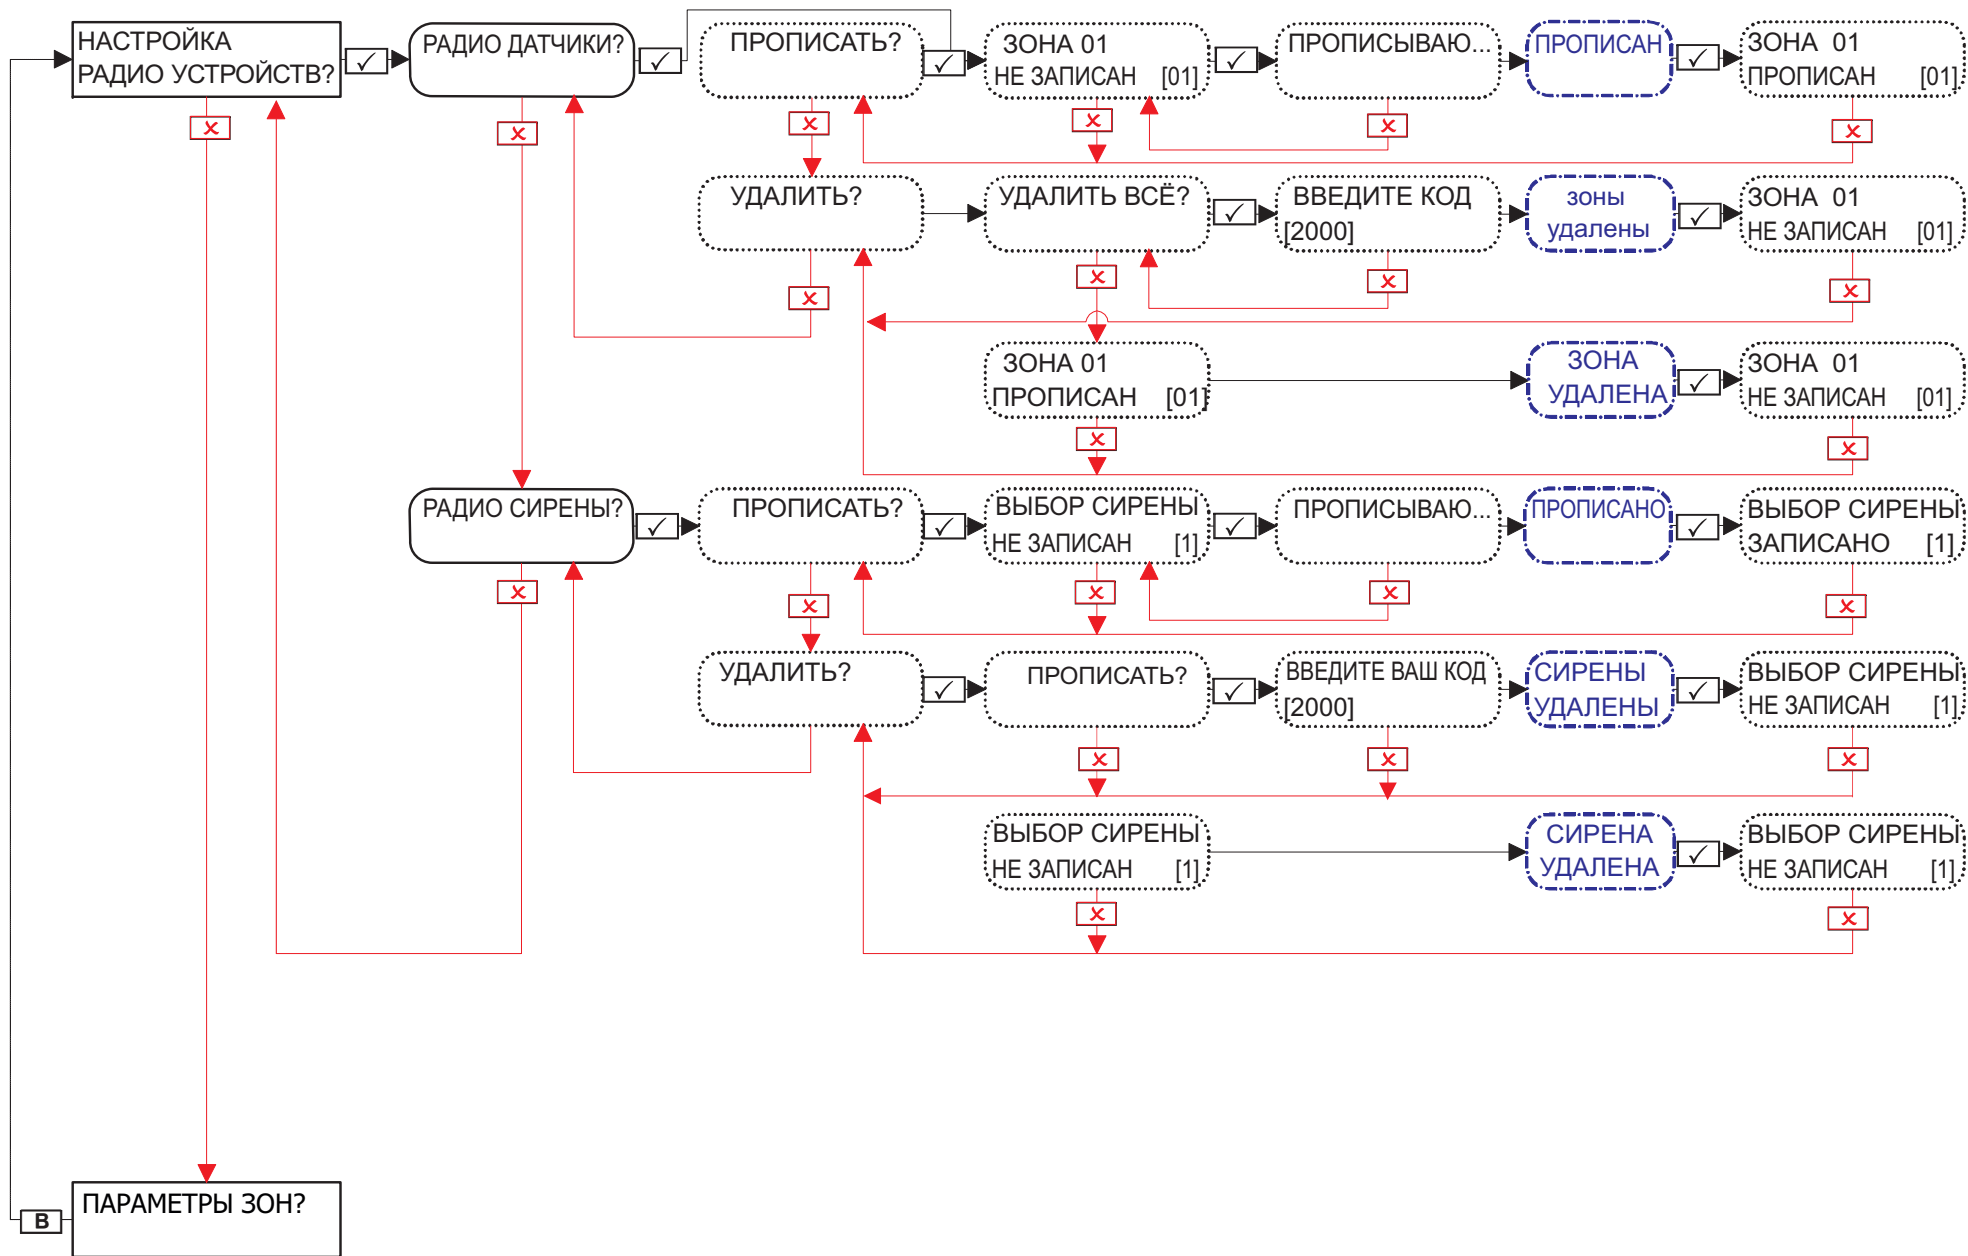 НАСТРОЙКА
РАДИО УСТРОЙСТВ?
РАДИО ДАТЧИКИ?
ПРОПИСАТЬ?
ЗОНА 01
НЕ ЗАПИСАН [01]
ПРОПИСЫВАЮ...
ПРОПИСАН
ЗОНА 01
ПРОПИСАН [01]
УДАЛИТЬ?
УДАЛИТЬ ВСЁ?
ВВЕДИТЕ КОД
[2000]
зоны
удалены
ЗОНА 01
НЕ ЗАПИСАН [01]
ЗОНА 01
ПРОПИСАН [01]
ЗОНА
УДАЛЕНА
ЗОНА 01
НЕ ЗАПИСАН [01]
РАДИО СИРЕНЫ?
ПРОПИСАТЬ?
ВЫБОР СИРЕНЫ
НЕ ЗАПИСАН [1]
ПРОПИСЫВАЮ...
ПРОПИСАНО
ВЫБОР СИРЕНЫ
ЗАПИСАНО [1]
УДАЛИТЬ?
ПРОПИСАТЬ?
ВВЕДИТЕ ВАШ КОД
[2000]
СИРЕНЫ
УДАЛЕНЫ
ВЫБОР СИРЕНЫ
НЕ ЗАПИСАН [1]
ВЫБОР СИРЕНЫ
НЕ ЗАПИСАН [1]
СИРЕНА
УДАЛЕНА
ВЫБОР СИРЕНЫ
НЕ ЗАПИСАН [1]
ПАРАМЕТРЫ ЗОН?
B